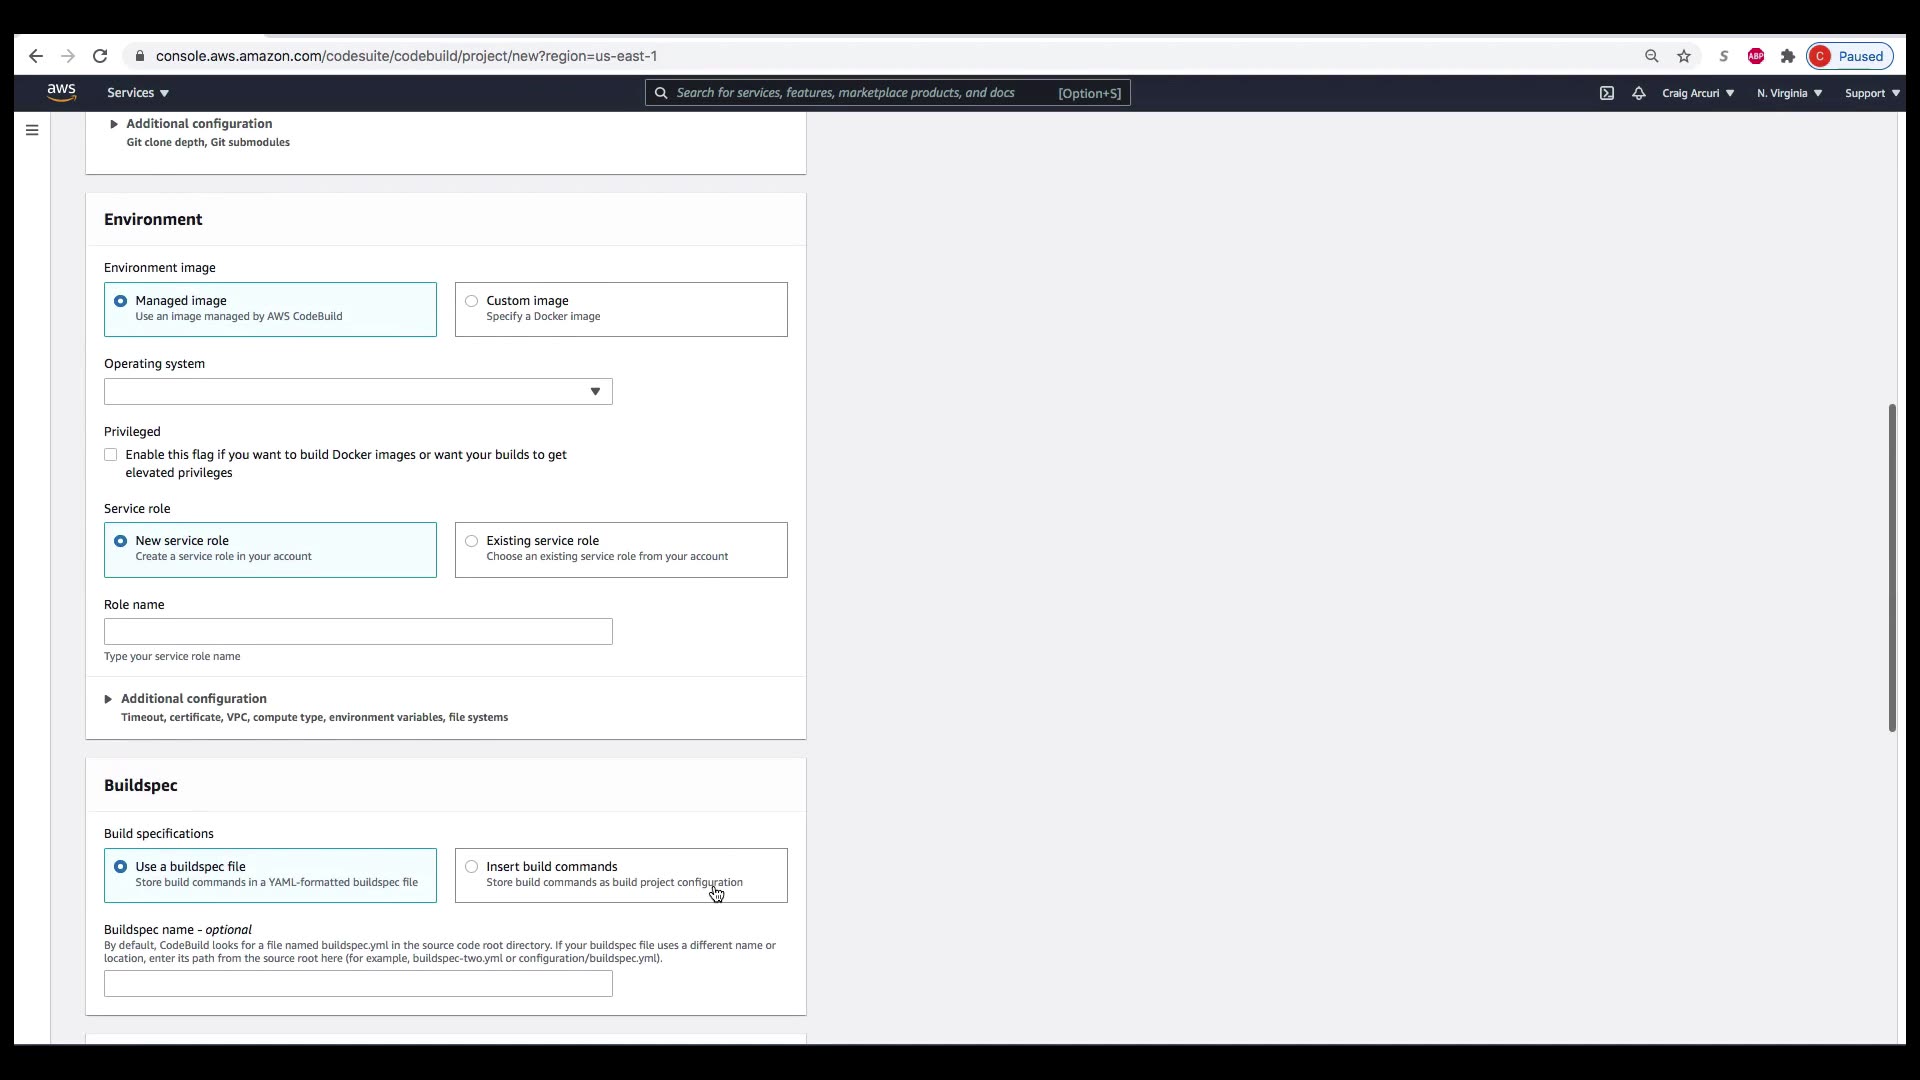 console.aws.amazon.com/codesuite/codebuild/project/new?region=us-east-1
S
ABP
C
Paused
aws
Services
Search for services, features, marketplace products, and docs
[Option+S]
Craig Arcuri
N. Virginia
Support
Additional configuration
Git clone depth, Git submodules
Environment
Environment image
Managed image
Use an image managed by AWS CodeBuild
Custom image
Specify a Docker image
Operating system
Privileged
Enable this flag if you want to build Docker images or want your builds to get
elevated privileges
Service role
New service role
Create a service role in your account
Existing service role
Choose an existing service role from your account
Role name
Type your service role name
Additional configuration
Timeout, certificate, VPC, compute type, environment variables, file systems
Buildspec
Build specifications
Use a buildspec file
Store build commands in a YAML-formatted buildspec file
Insert build commands
Store build commands as build project configuration
Buildspec name - optional
By default, CodeBuild looks for a file named buildspec.yml in the source code root directory. If your buildspec file uses a different name or
location, enter its path from the source root here (for example, buildspec-two.yml or configuration/buildspec.yml).